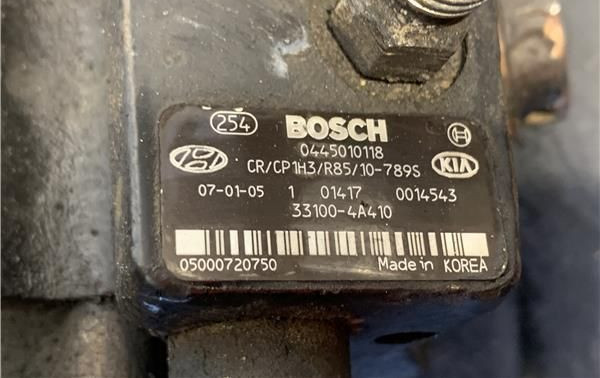 254 BOSCH
0445010118
CR/CP1H3/R85/10-789S KIA
07-01-05 1 01417 0014543
33100-4A410
05000720750 Made in KOREA